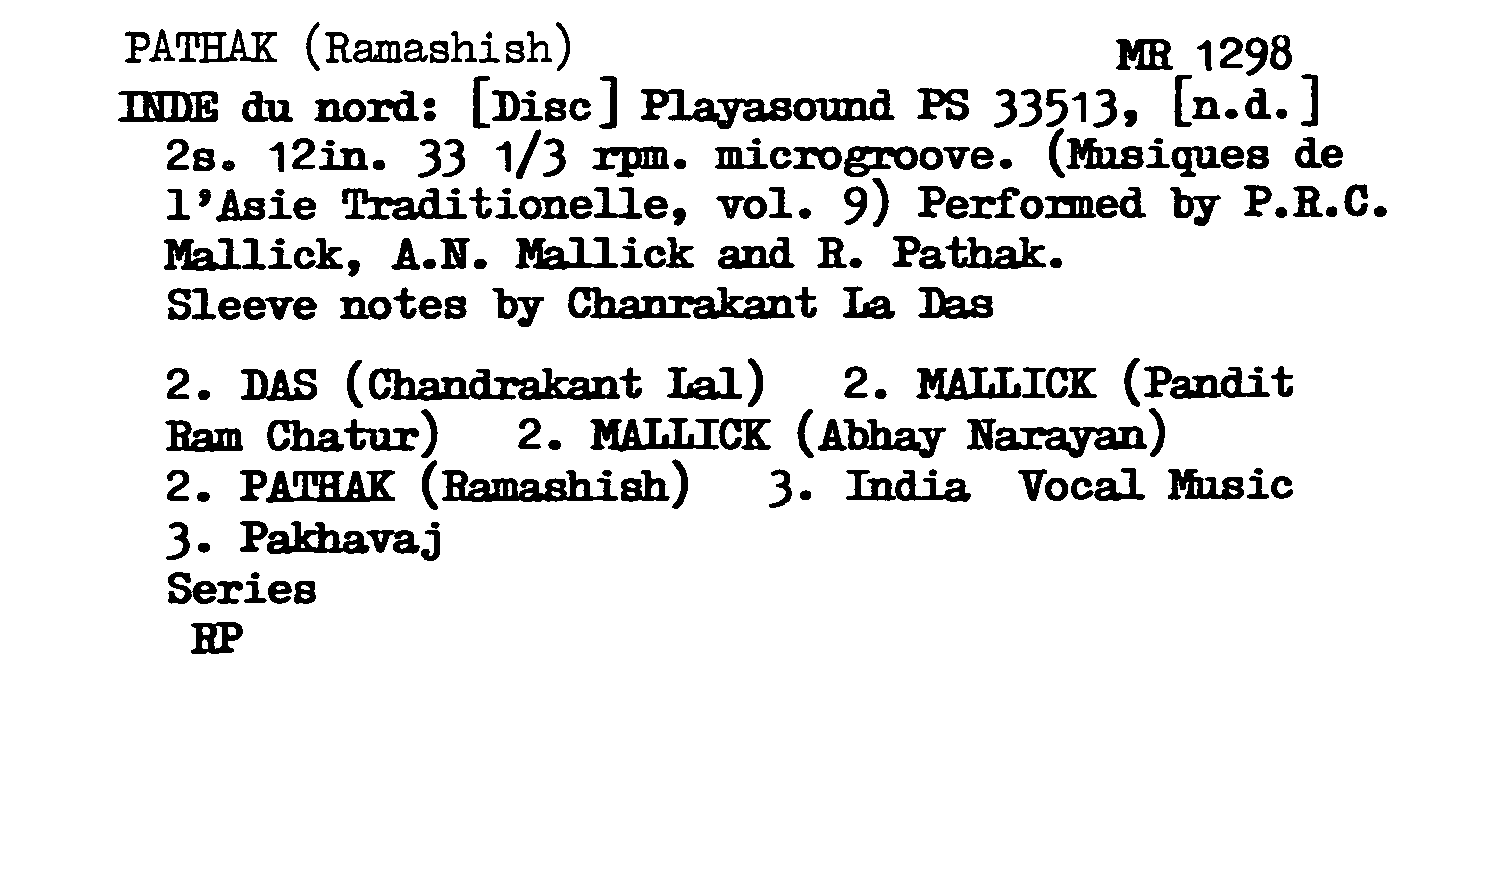 PATHAK (Ramashish)
MR 1298
INDE du nord: [Disc] Playasound PS 33513, [n.d.]
2s. 12in. 33 1/3 rpm. microgroove. (Musiques de
l'Asie Traditionelle, vol. 9) Performed by P.R.C.
Mallick, A.N. Mallick and R. Pathak.
Sleeve notes by Chanrakant La Das
2. DAS (Chandrakant Lal) 2. MALLICK (Pandit
Ram Chatur) 2. MALLICK (Abhay Narayan)
2. PATHAK (Ramashish) 3. India Vocal Music
3. Pakhavaj
Series
RP